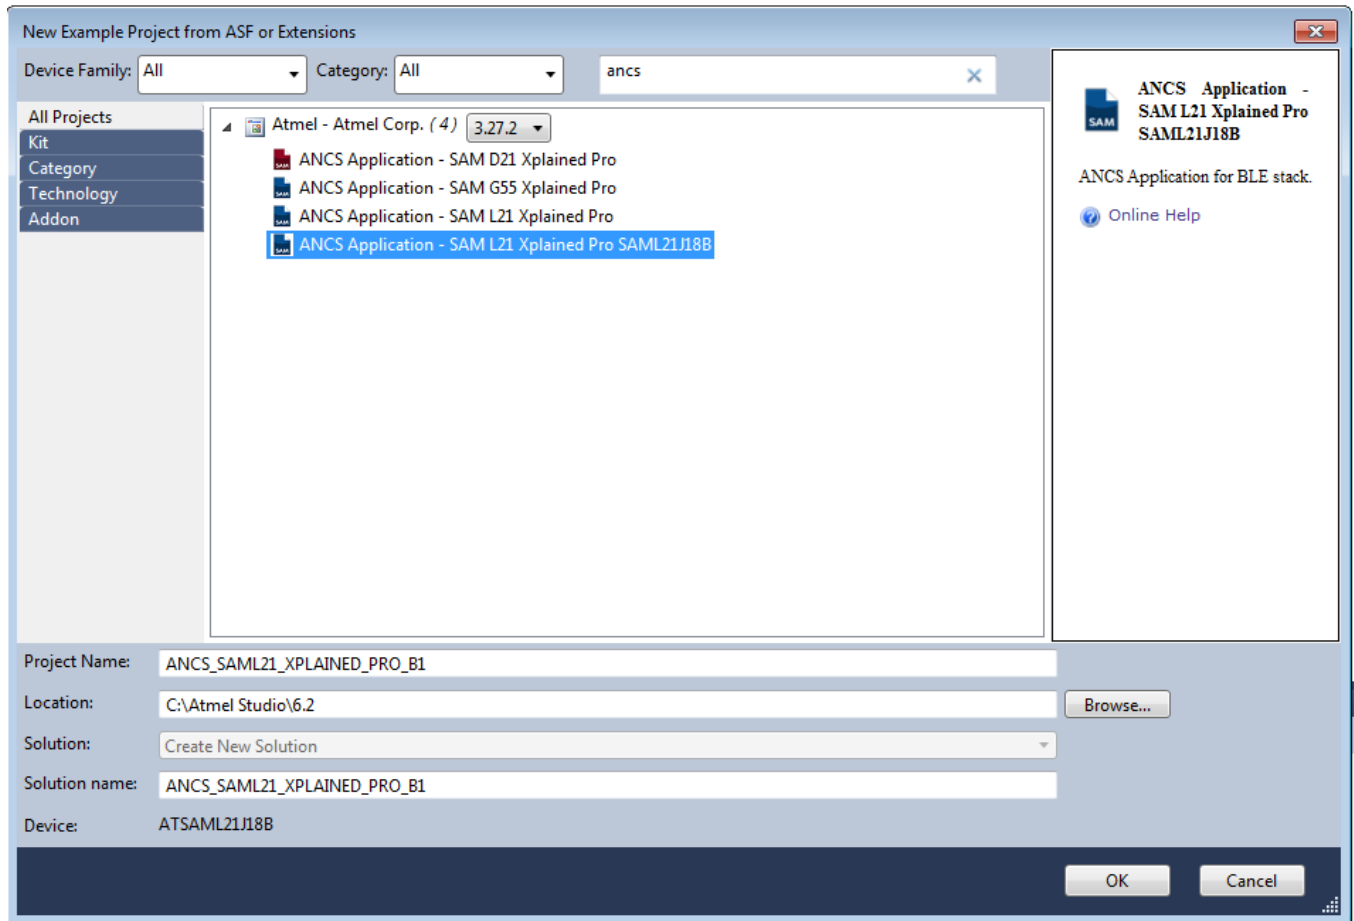 New Example Project from ASF or Extensions
Device Family: All Category: All ancs
All Projects
Kit
Category
Technology
Addon
Atmel - Atmel Corp. (4) 3.27.2
ANCS Application - SAM D21 Xplained Pro
ANCS Application - SAM G55 Xplained Pro
ANCS Application - SAM L21 Xplained Pro
ANCS Application - SAM L21 Xplained Pro SAML21J18B
SAM
ANCS Application -
SAM L21 Xplained Pro
SAML21J18B
ANCS Application for BLE stack.
Online Help
Project Name: ANCS_SAML21_XPLAINED_PRO_B1
Location: C:\Atmel Studio\6.2 Browse...
Solution: Create New Solution
Solution name: ANCS_SAML21_XPLAINED_PRO_B1
Device: ATSAML21J18B
OK Cancel